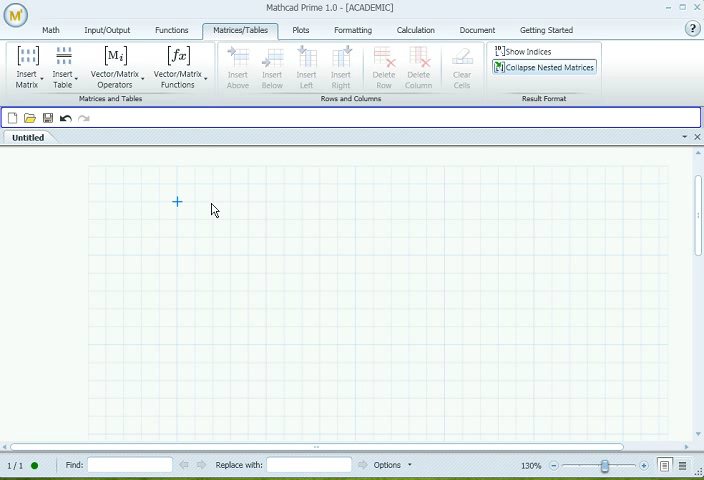 Mathcad Prime 1.0 - [ACADEMIC]
Math Input/Output Functions Matrices/Tables Plots Formatting Calculation Document Getting Started
Insert Matrix
Insert Table
Vector/Matrix Operators
Vector/Matrix Functions
Matrices and Tables
Insert Above
Insert Below
Insert Left
Insert Right
Delete Row
Delete Column
Clear Cells
Rows and Columns
Show Indices
Collapse Nested Matrices
Result Format
Untitled
1 / 1 Find: Replace with: Options 130%